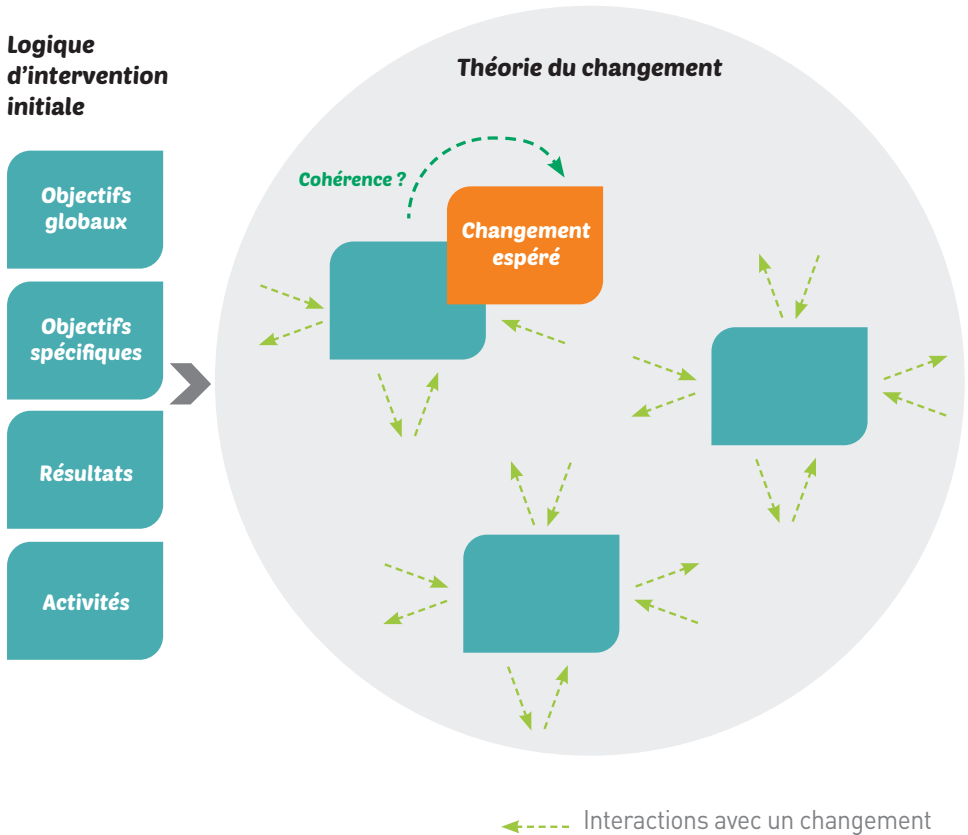 Logique
d’intervention
initiale
Objectifs
globaux
Objectifs
spécifiques
Résultats
Activités
Théorie du changement
Cohérence ?
Changement
espéré
Interactions avec un changement